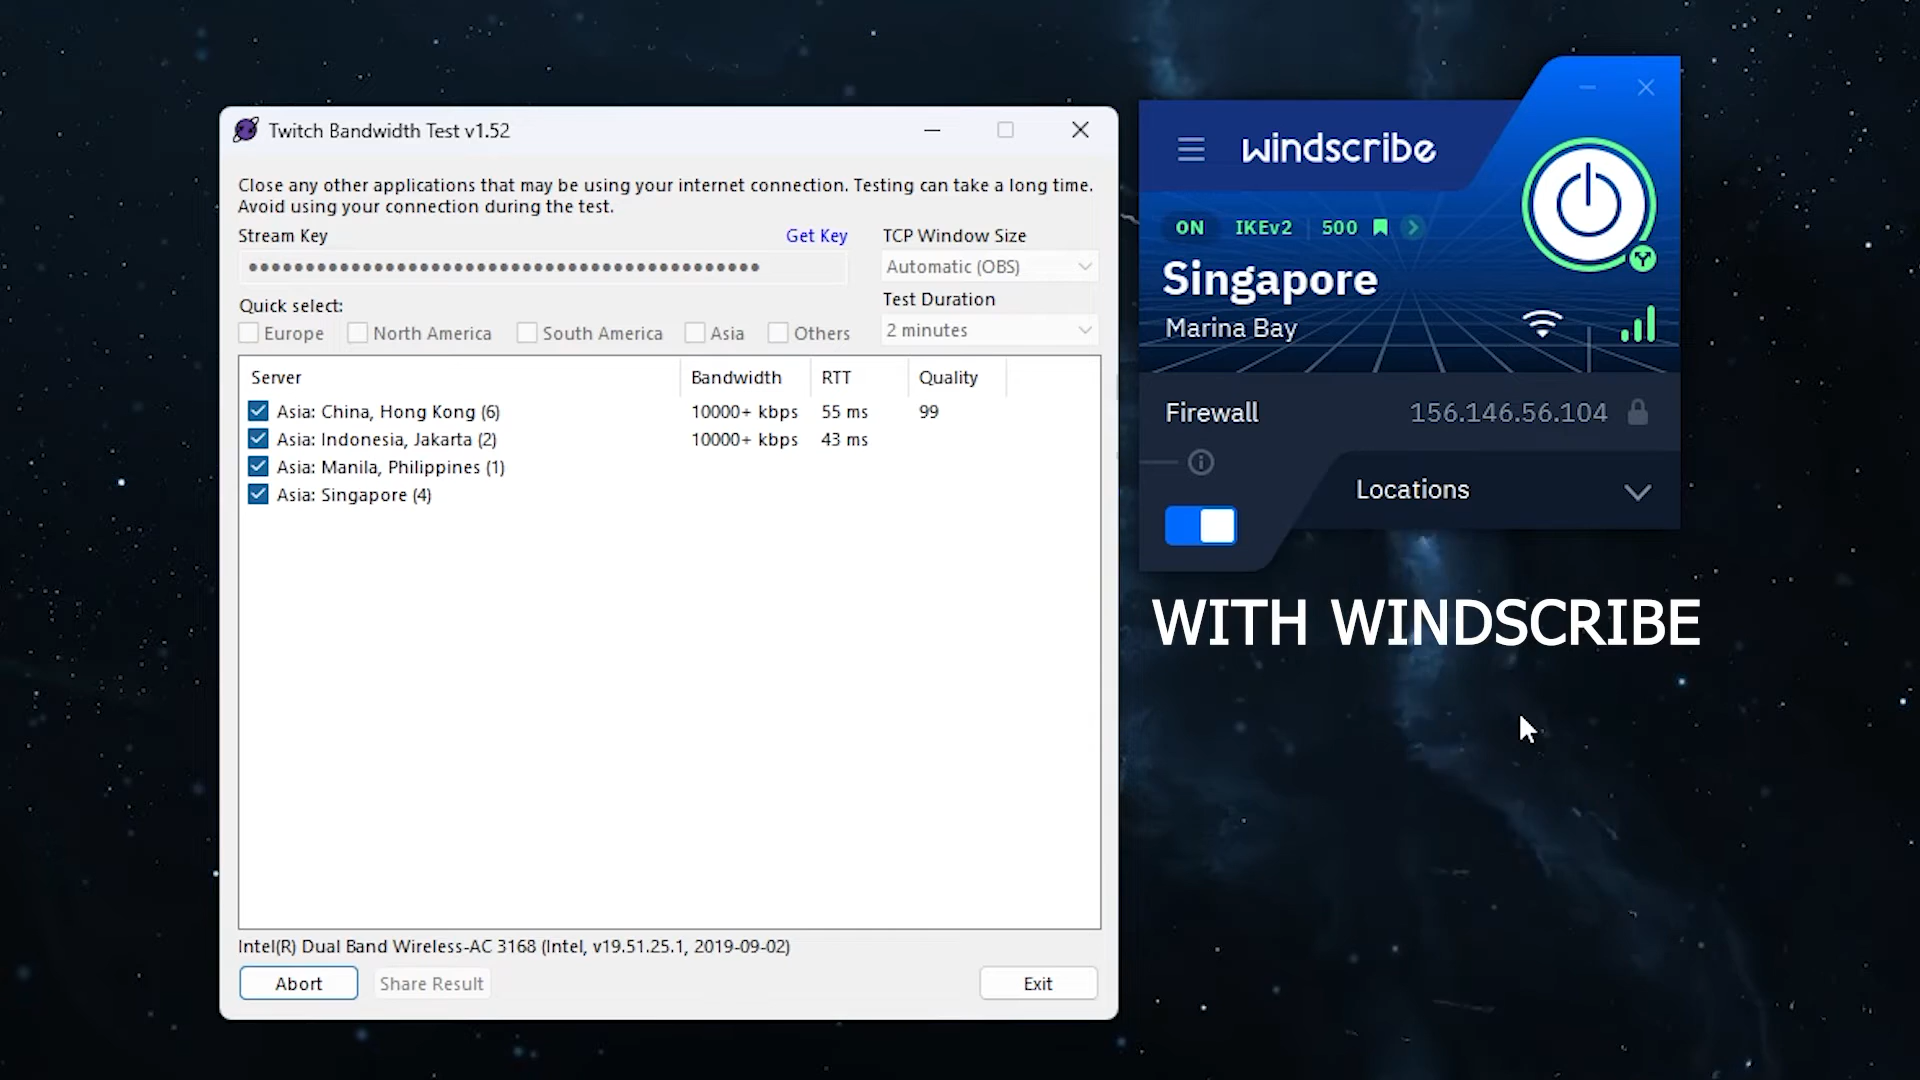 Twitch Bandwidth Test v1.52
Close any other applications that may be using your internet connection. Testing can take a long time.
Avoid using your connection during the test.
Stream Key
Get Key
TCP Window Size
Automatic (OBS)
Quick select:
Test Duration
Europe
North America
South America
Asia
Others
2 minutes
Server Bandwidth RTT Quality
Asia: China, Hong Kong (6) 10000+ kbps 55 ms 99
Asia: Indonesia, Jakarta (2) 10000+ kbps 43 ms
Asia: Manila, Philippines (1)
Asia: Singapore (4)
Intel(R) Dual Band Wireless-AC 3168 (Intel, v19.51.25.1, 2019-09-02)
Abort
Share Result
Exit
windscribe
ON IKEv2 500
Singapore
Marina Bay
Firewall
156.146.56.104
Locations
WITH WINDSCRIBE